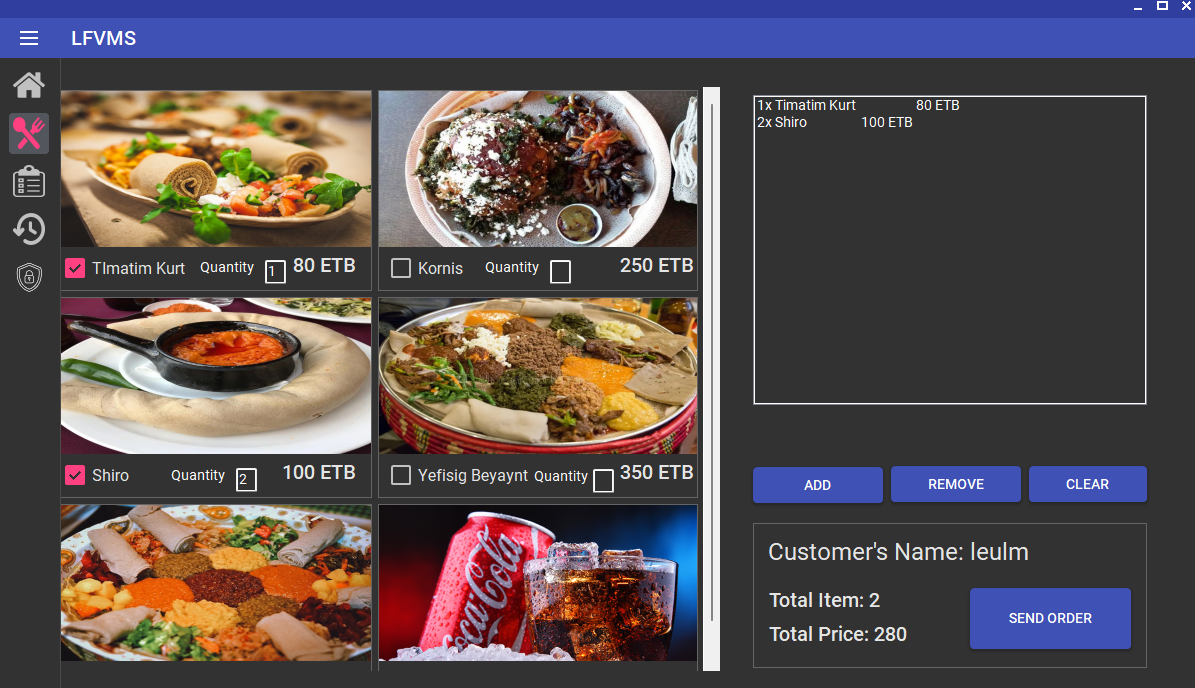 LFVMS
TImatim Kurt Quantity 1 80 ETB
Kornis Quantity 250 ETB
Shiro Quantity 2 100 ETB
Yefisig Beyaynt Quantity 350 ETB
Coca-Cola
Coca-Cola
1x Timatim Kurt 80 ETB
2x Shiro 100 ETB
ADD
REMOVE
CLEAR
Customer's Name: leulm
Total Item: 2
Total Price: 280
SEND ORDER